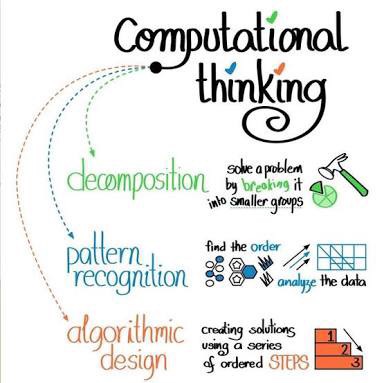 Computational
thinking
decomposition
solve a problem
by breaking it
into smaller groups
pattern
recognition
find the order
analyze the data
algorithmic
design
creating solutions
using a series
of ordered STEPS
1
2
3